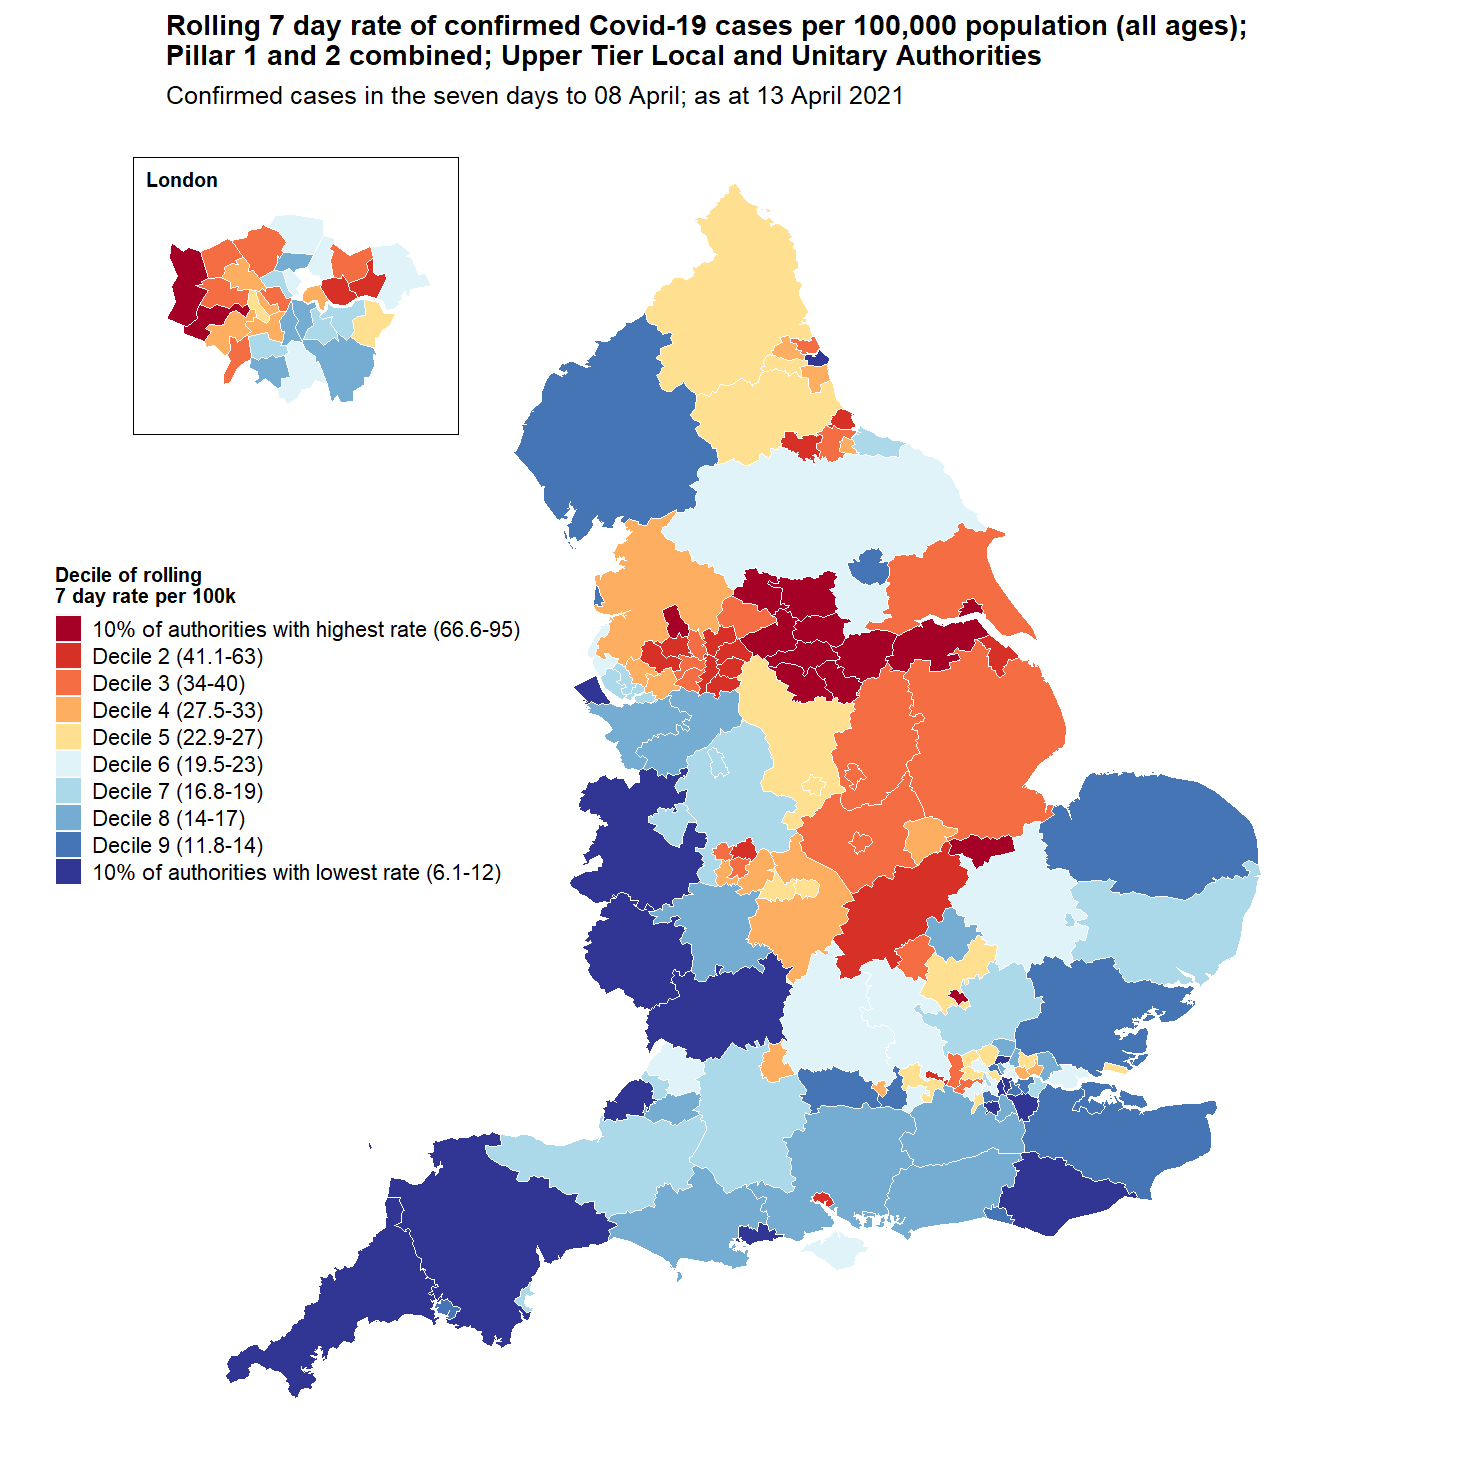 Rolling 7 day rate of confirmed Covid-19 cases per 100,000 population (all ages);
Pillar 1 and 2 combined; Upper Tier Local and Unitary Authorities
Confirmed cases in the seven days to 08 April; as at 13 April 2021
London
Decile of rolling
7 day rate per 100k
10% of authorities with highest rate (66.6-95)
Decile 2 (41.1-63)
Decile 3 (34-40)
Decile 4 (27.5-33)
Decile 5 (22.9-27)
Decile 6 (19.5-23)
Decile 7 (16.8-19)
Decile 8 (14-17)
Decile 9 (11.8-14)
10% of authorities with lowest rate (6.1-12)